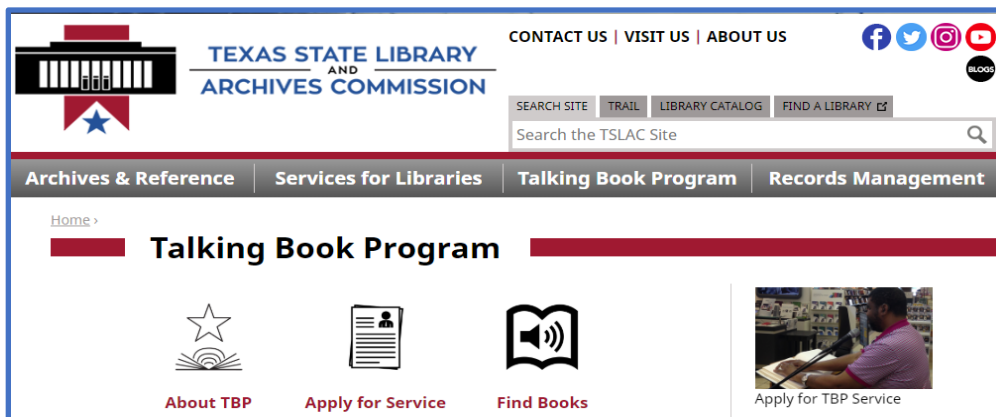 TEXAS STATE LIBRARY
AND
ARCHIVES COMMISSION
CONTACT US | VISIT US | ABOUT US
BLOGS
SEARCH SITE TRAIL LIBRARY CATALOG FIND A LIBRARY
Search the TSLAC Site
Archives & Reference Services for Libraries Talking Book Program Records Management
Home ›
Talking Book Program
About TBP Apply for Service Find Books
Apply for TBP Service